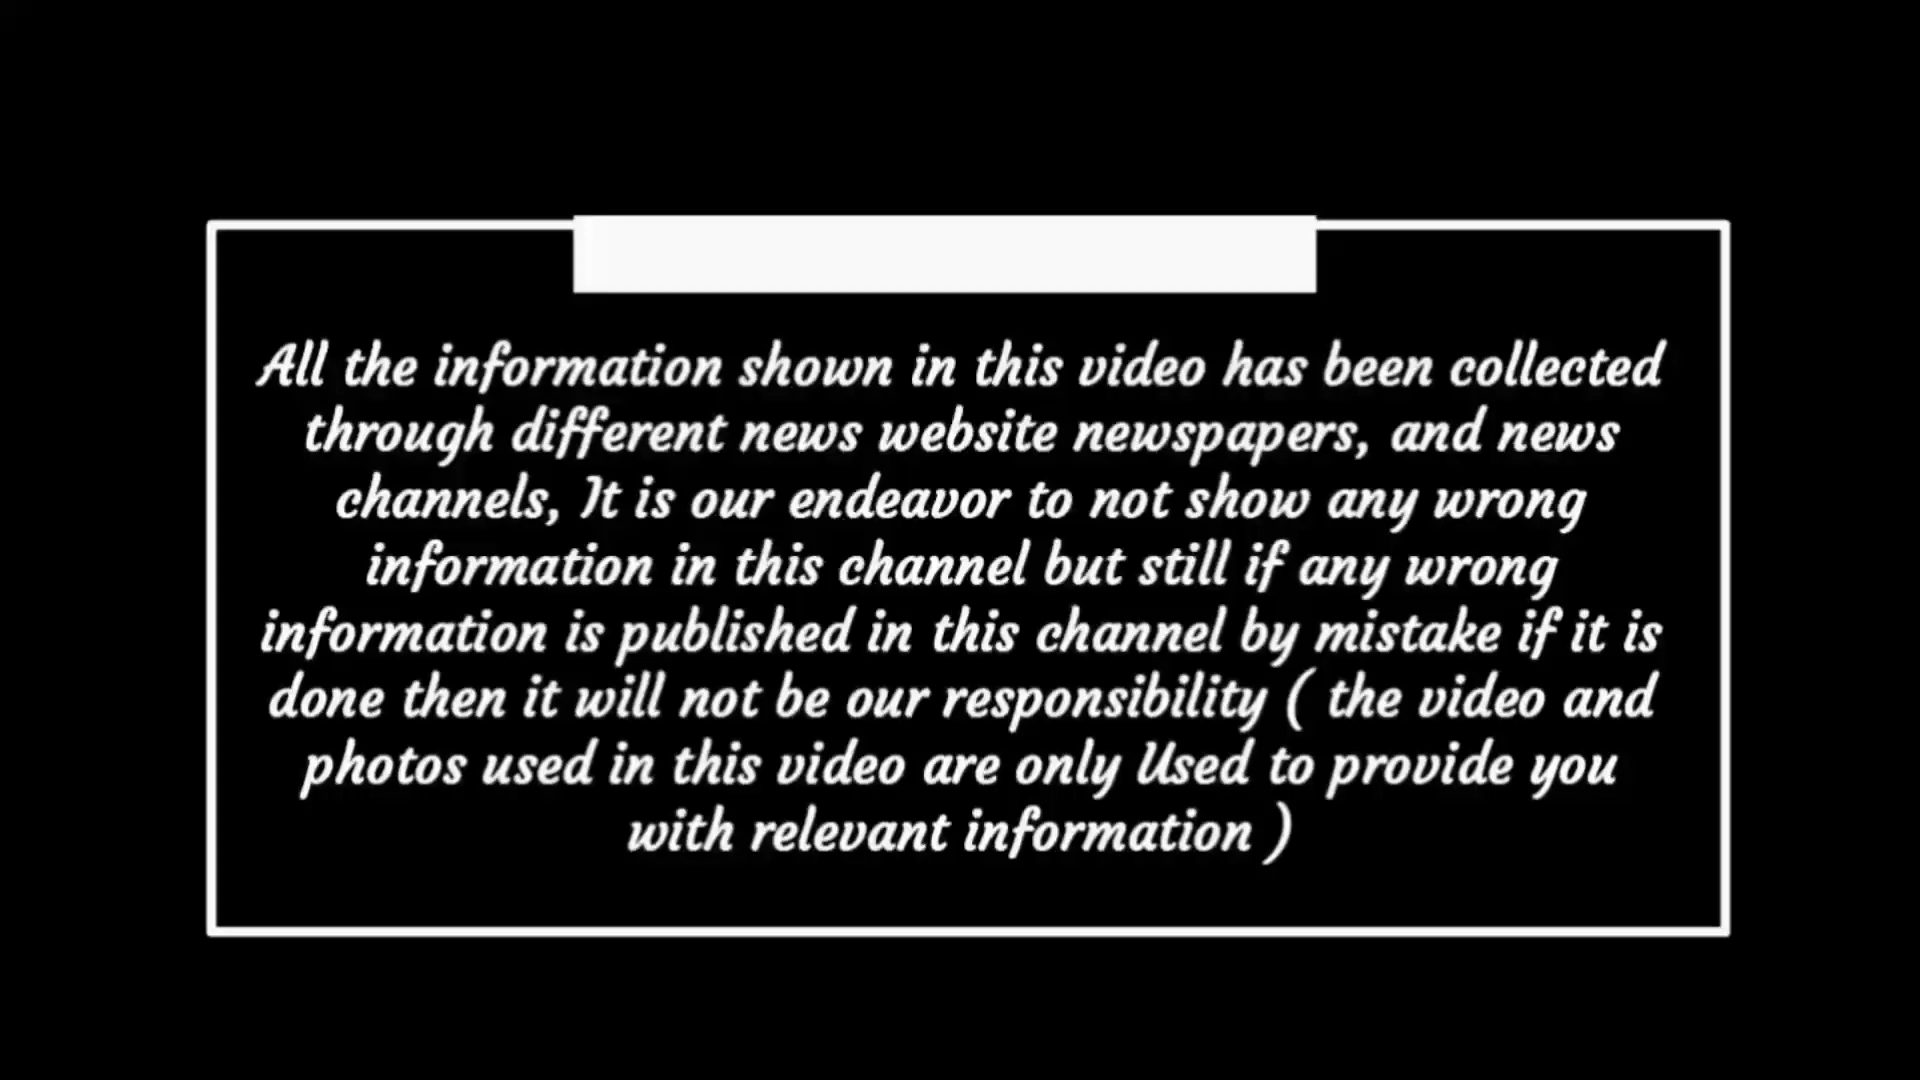 All the information shown in this video has been collected
through different news website newspapers, and news
channels, It is our endeavor to not show any wrong
information in this channel but still if any wrong
information is published in this channel by mistake if it is
done then it will not be our responsibility ( the video and
photos used in this video are only Used to provide you
with relevant information )